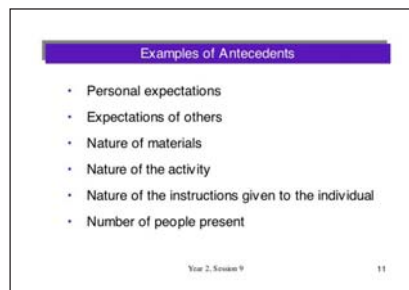 Examples of Antecedents
• Personal expectations
• Expectations of others
• Nature of materials
• Nature of the activity
• Nature of the instructions given to the individual
• Number of people present
Year 2, Session 9
11